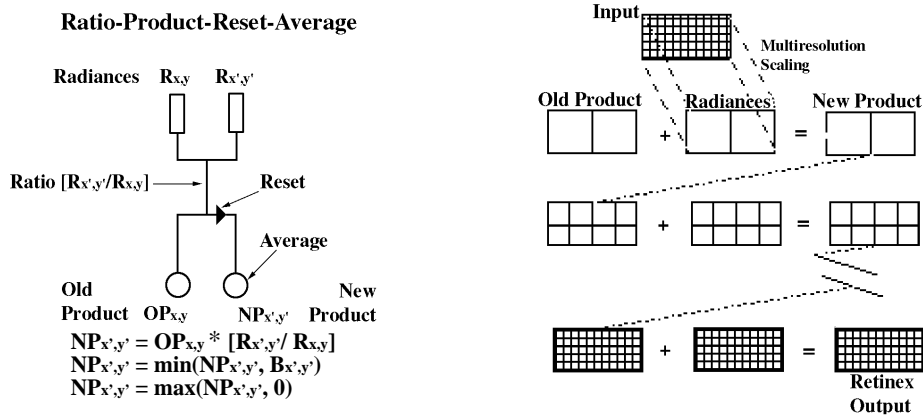 Ratio-Product-Reset-Average
Radiances Rx,y Rx',y'
Ratio [Rx',y'/Rx,y]
Reset
Average
Old Product OPx,y
NPx',y' New Product
NPx',y' = OPx,y * [Rx',y'/ Rx,y]
NPx',y' = min(NPx',y', Bx',y')
NPx',y' = max(NPx',y', 0)
Input
Multiresolution
Scaling
Old Product Radiances New Product
+ =
+ =
+ =
Retinex
Output